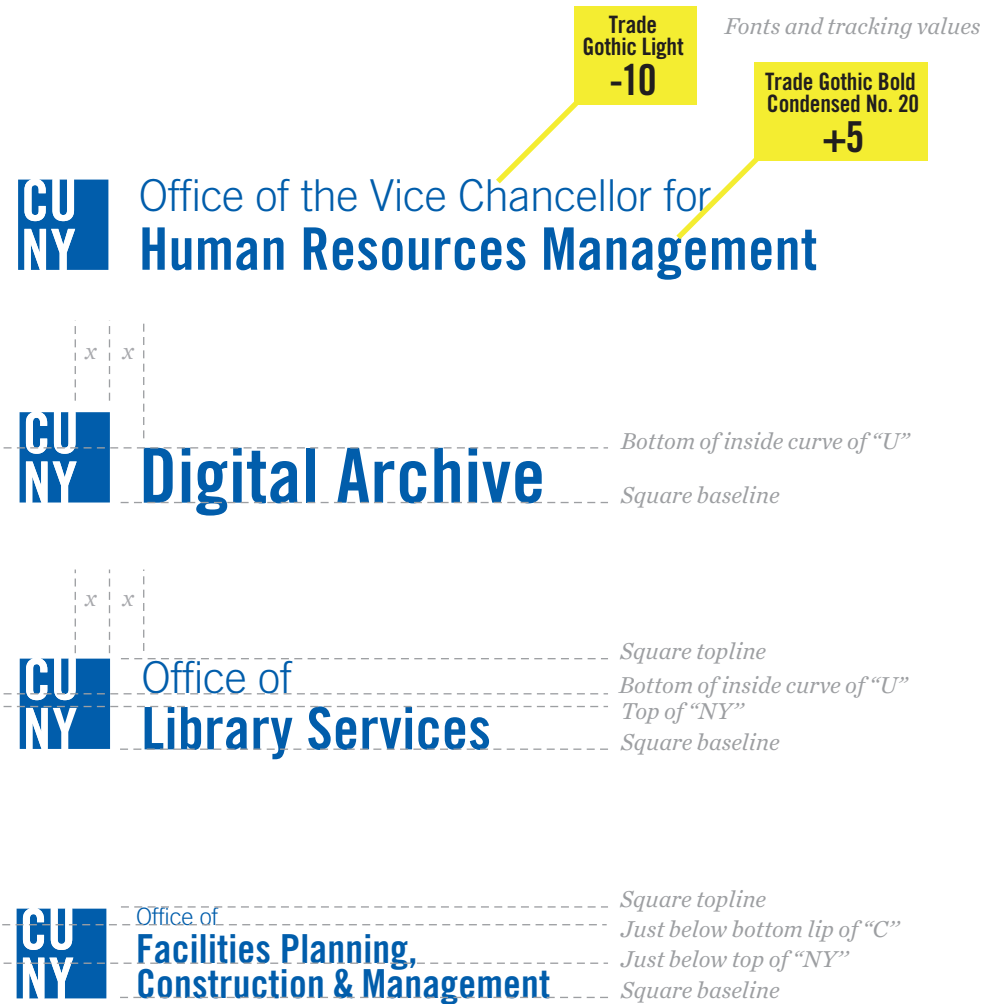 Trade
Gothic Light
-10
Fonts and tracking values
Trade Gothic Bold
Condensed No. 20
+5
CU
NY
Office of the Vice Chancellor for
Human Resources Management
x x
CU
NY
Digital Archive
Bottom of inside curve of “U”
Square baseline
x x
CU
NY
Office of
Library Services
Square topline
Bottom of inside curve of “U”
Top of “NY”
Square baseline
CU
NY
Office of
Facilities Planning,
Construction & Management
Square topline
Just below bottom lip of “C”
Just below top of “NY”
Square baseline